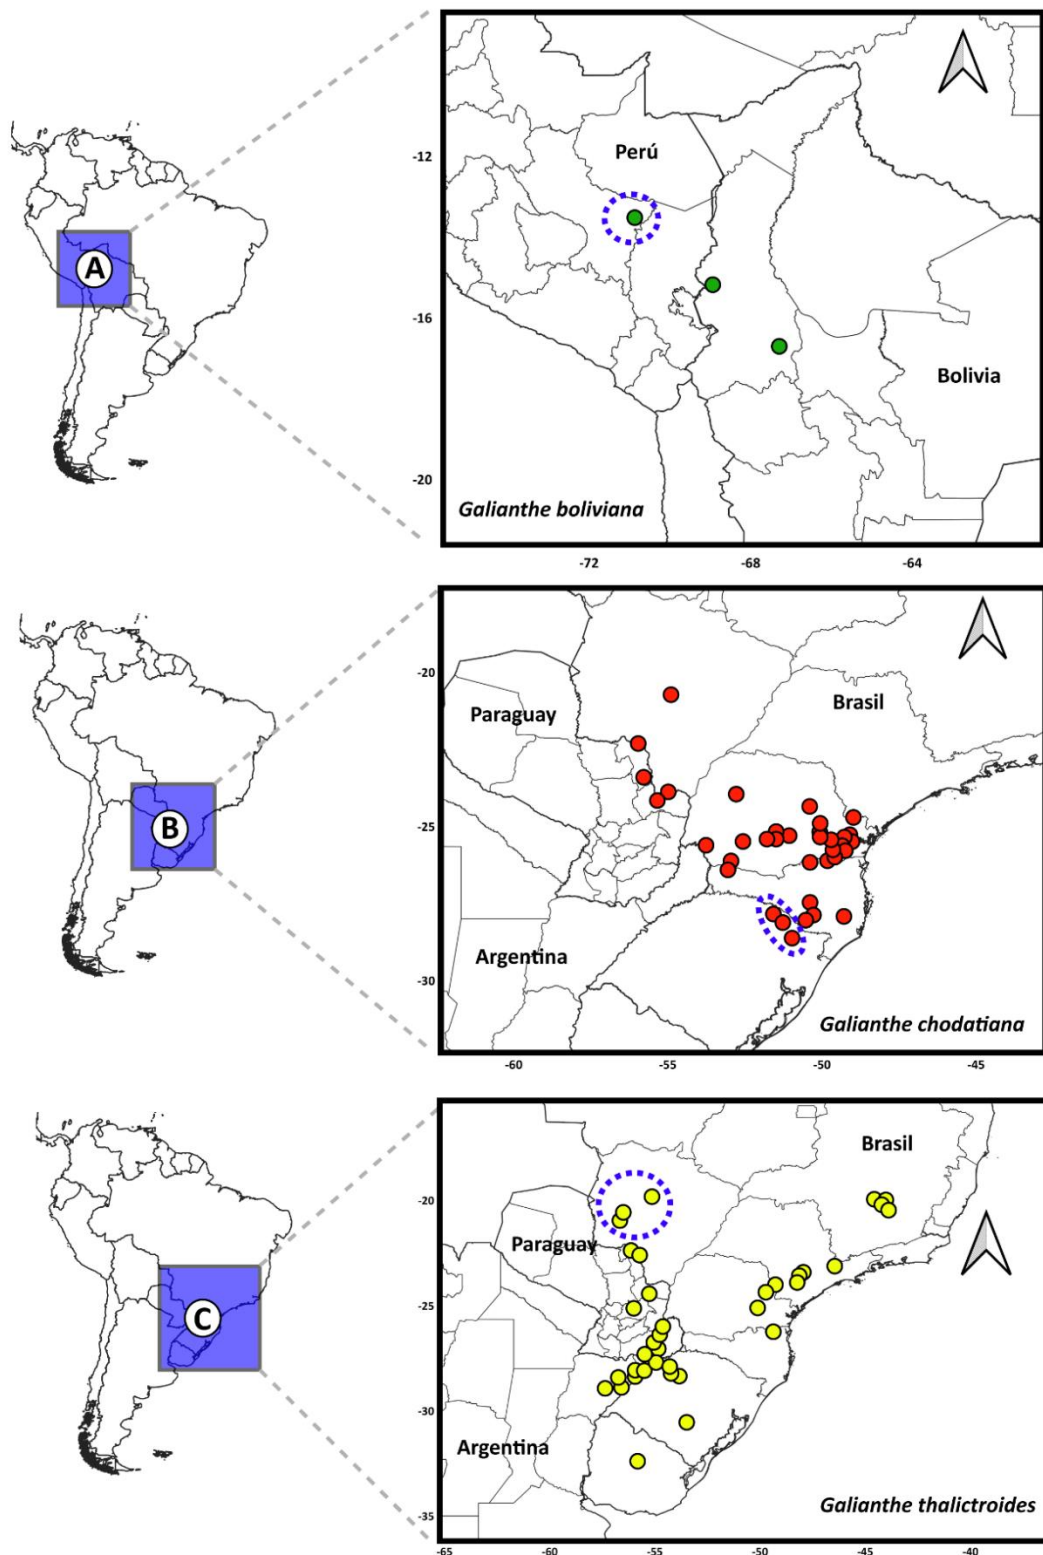 A
-12
-16
-20
Perú
Bolivia
Galianthe boliviana
-72
-68
-64
B
-20
-25
-30
Paraguay
Brasil
Argentina
Galianthe chodatiana
-60
-55
-50
-45
C
-20
-25
-30
-35
Brasil
Paraguay
Argentina
Galianthe thalictroides
-65
-60
-55
-50
-45
-40